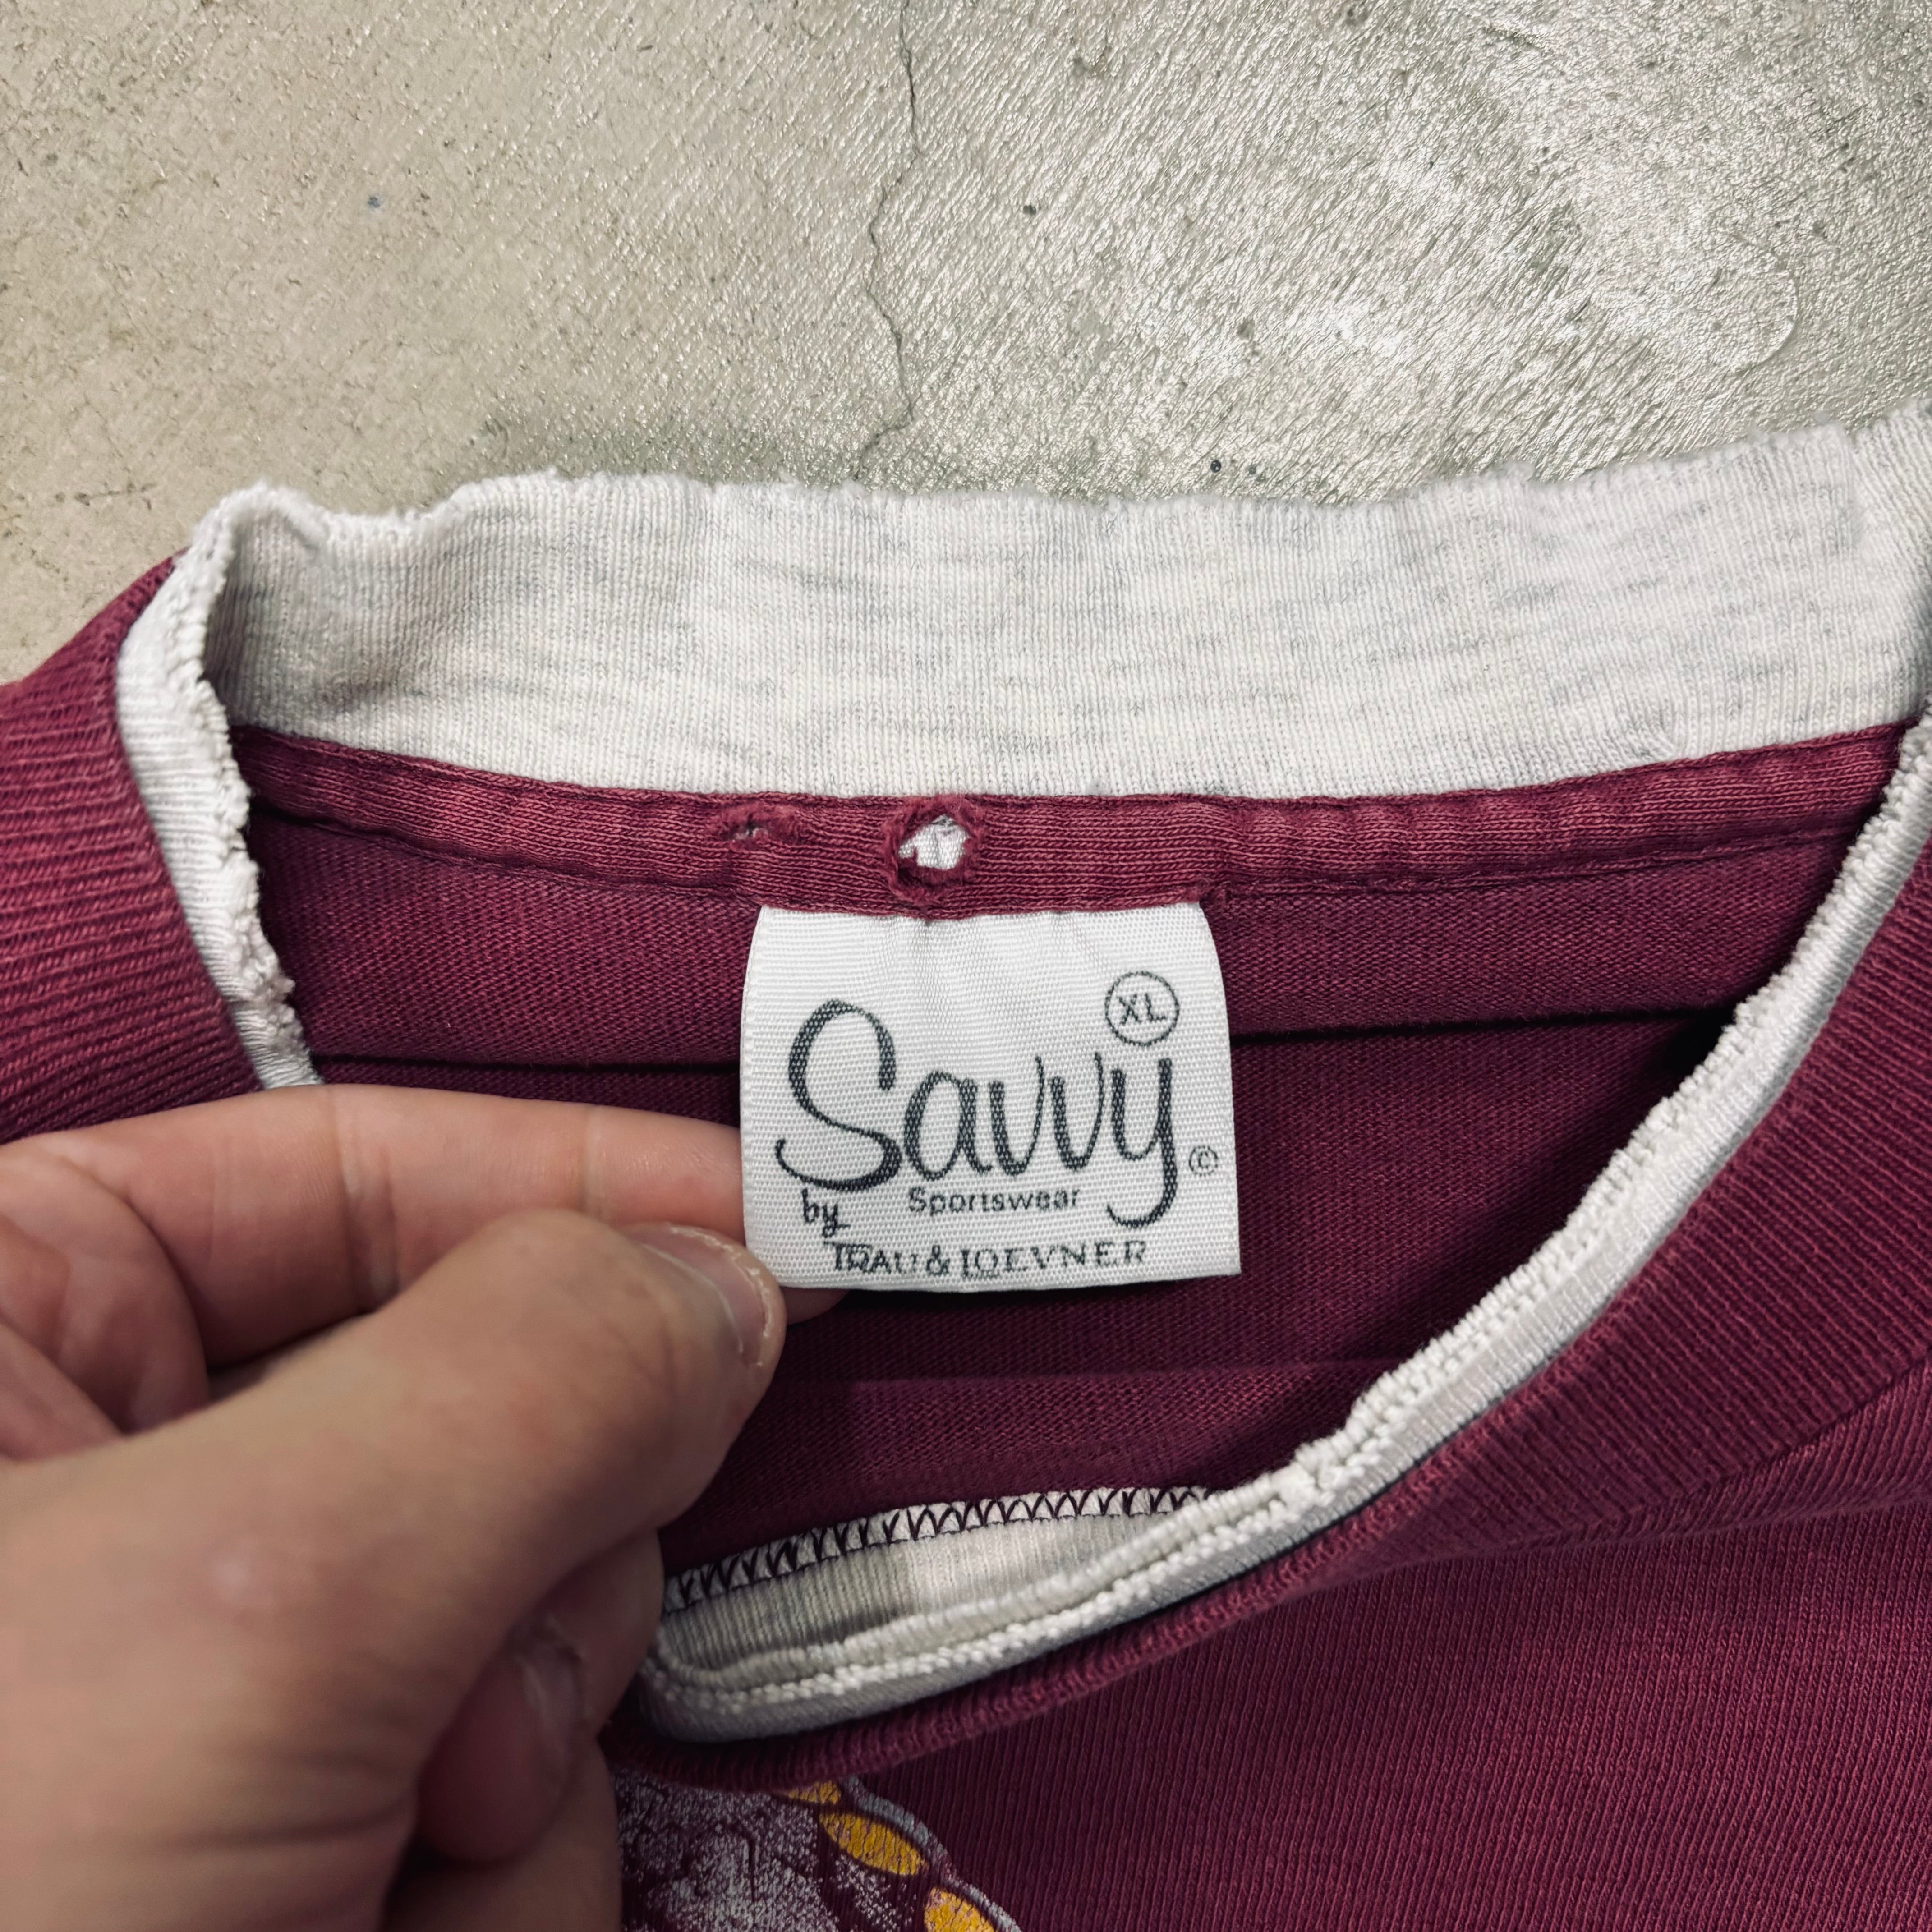 XL
Savvy ©
by Sportswear
TRAU & LOEVNER